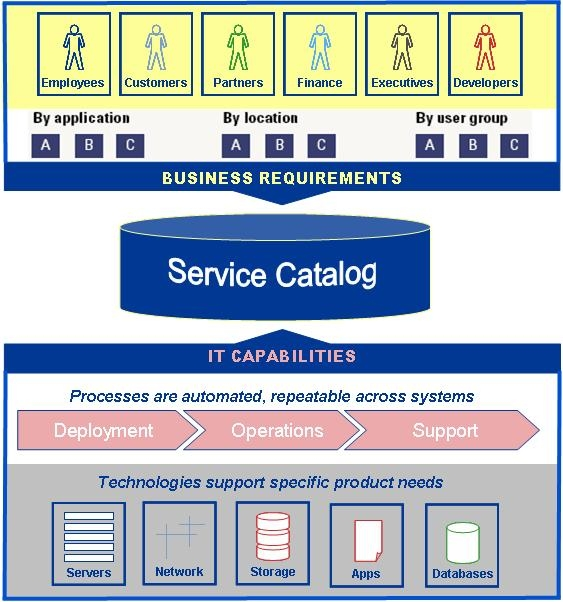 Employees Customers Partners Finance Executives Developers
By application By location By user group
A B C A B C A B C
BUSINESS REQUIREMENTS
Service Catalog
IT CAPABILITIES
Processes are automated, repeatable across systems
Deployment Operations Support
Technologies support specific product needs
Servers Network Storage Apps Databases